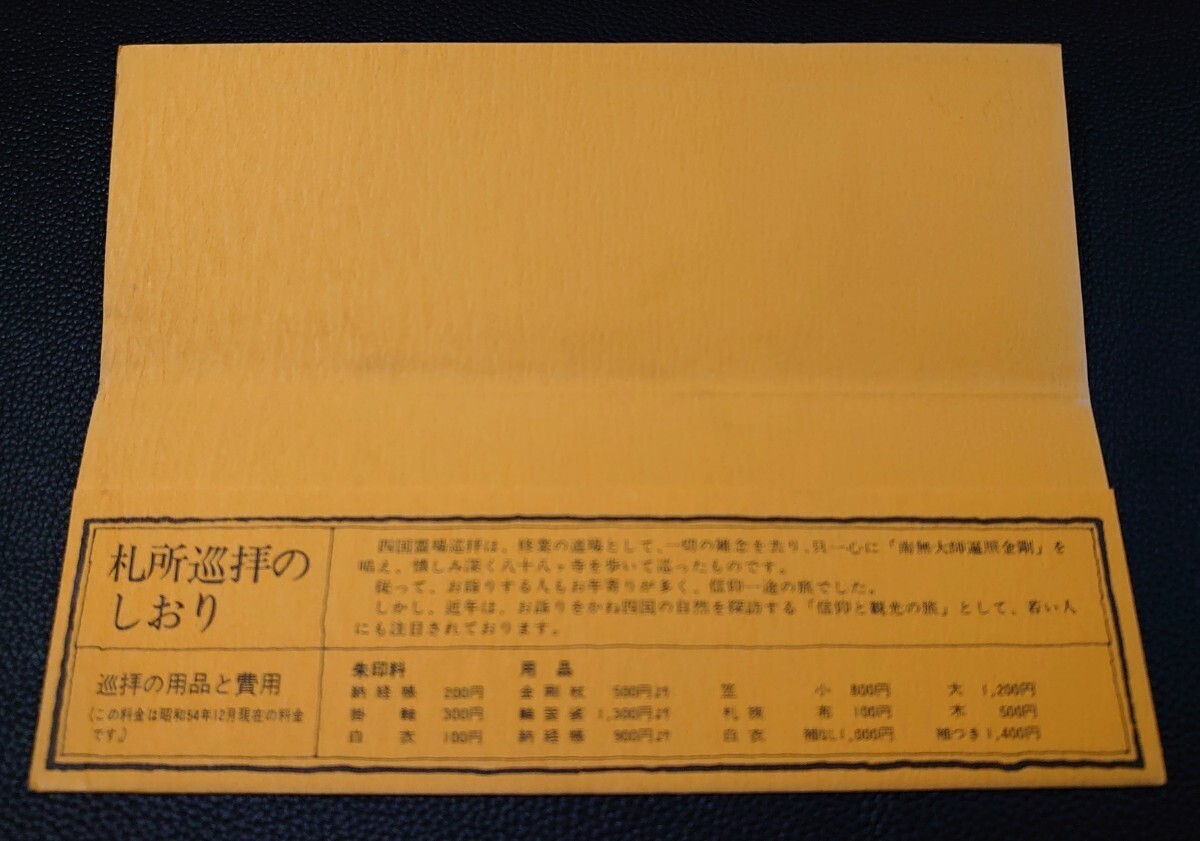 札所巡拝の
しおり
四国霊場巡拝は、修業の道場として、一切の雑念を去り、只一心に「南無大師遍照金剛」を
唱え、慎しみ深く八十八ヶ寺を歩いて巡ったものです。
従って、お詣りする人もお年寄りが多く、信仰一途の旅でした。
しかし、近年は、お詣りをかね四国の自然を探訪する「信仰と観光の旅」として、若い人
にも注目されております。
巡拝の用品と費用
(この料金は昭和54年12月現在の料金
です。)
朱印料 用品
納経帳 200円 金剛杖 500円より 笠 小 800円 大 1,200円
掛軸 300円 輪袈裟 1,300円より 札挾 布 100円 木 500円
白衣 100円 納経帳 900円より 白衣 袖なし1,000円 袖つき1,400円